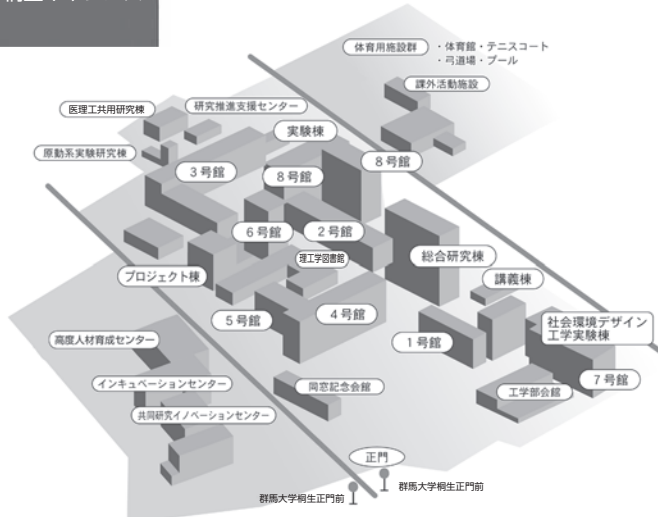 体育用施設群
・体育館・テニスコート
・弓道場・プール
課外活動施設
医理工共用研究棟
研究推進支援センター
実験棟
原動系実験研究棟
3号館
8号館
8号館
6号館
2号館
理工学図書館
総合研究棟
プロジェクト棟
講義棟
5号館
4号館
1号館
社会環境デザイン
工学実験棟
高度人材育成センター
7号館
インキュベーションセンター
同窓記念会館
工学部会館
共同研究イノベーションセンター
正門
群馬大学桐生正門前
群馬大学桐生正門前